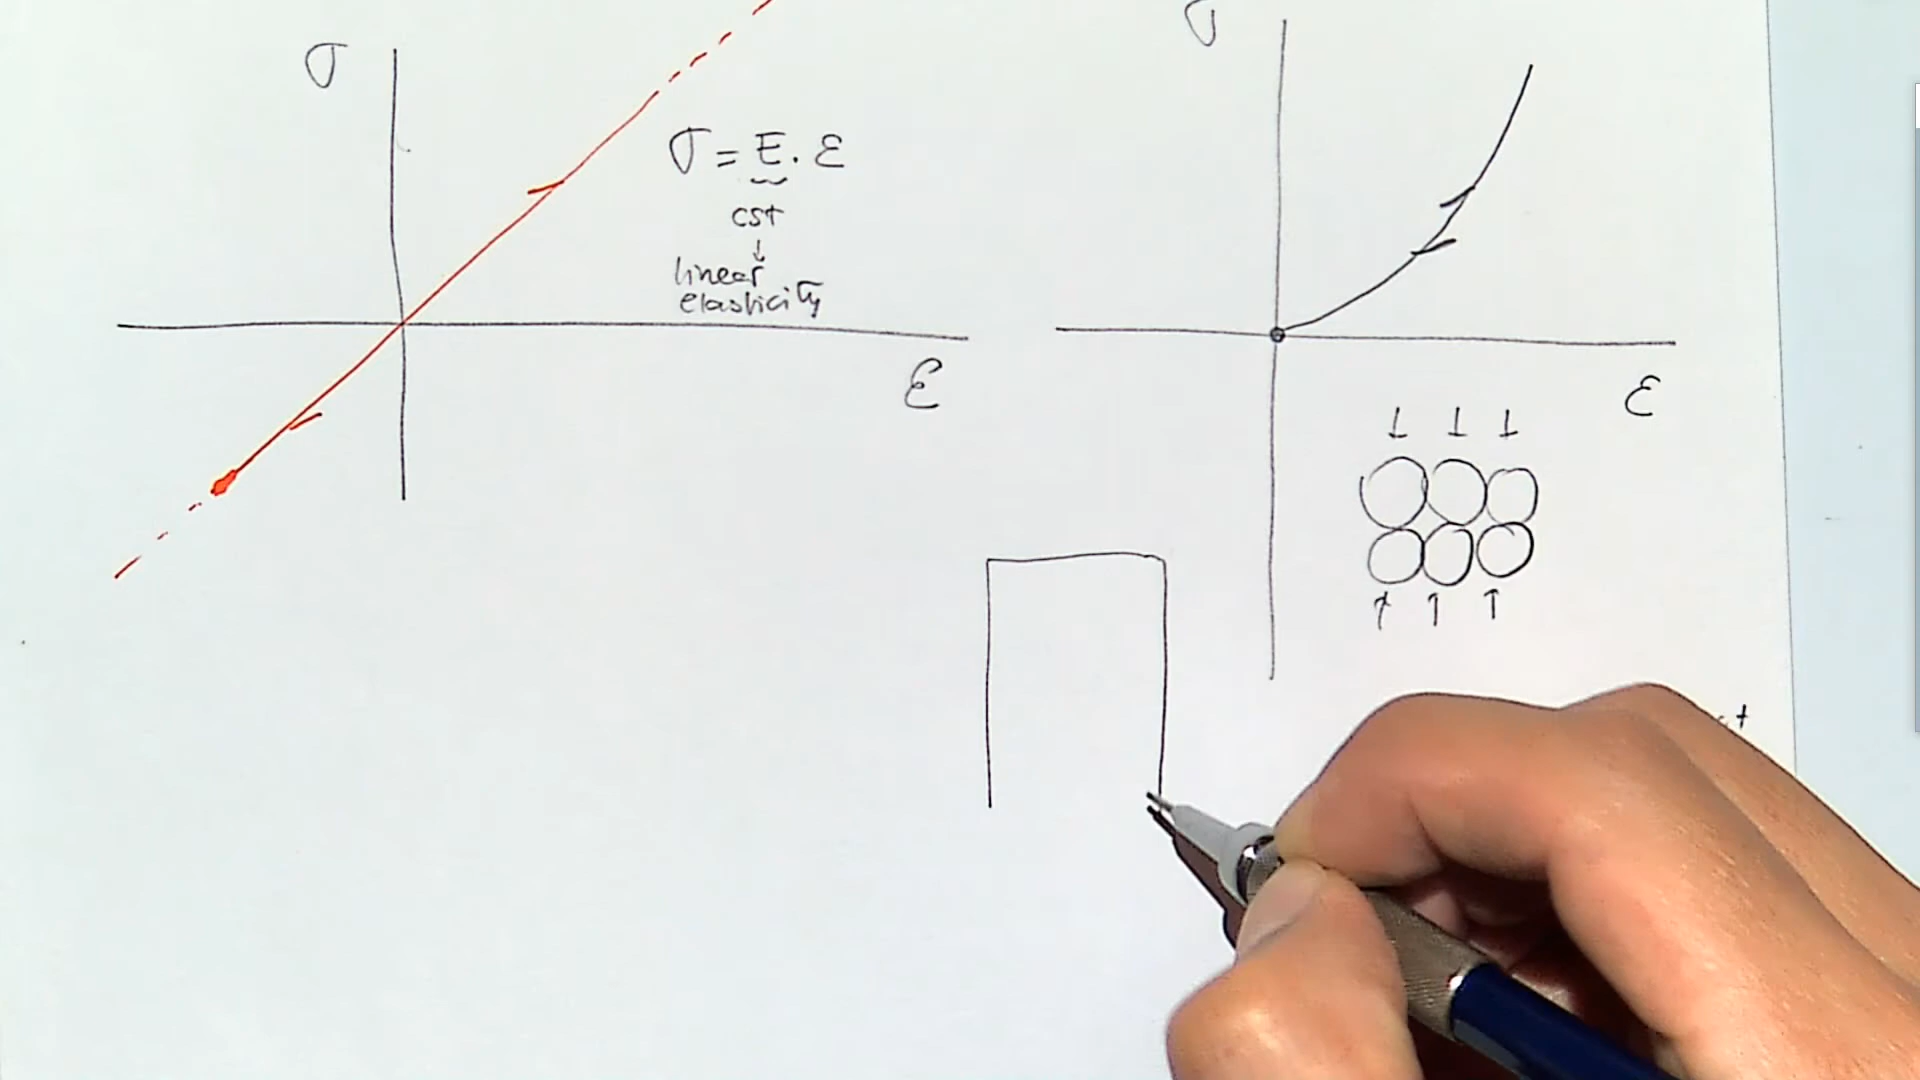 σ
σ = E . ε
cst
↓
linear
elasticity
ε
σ
ε